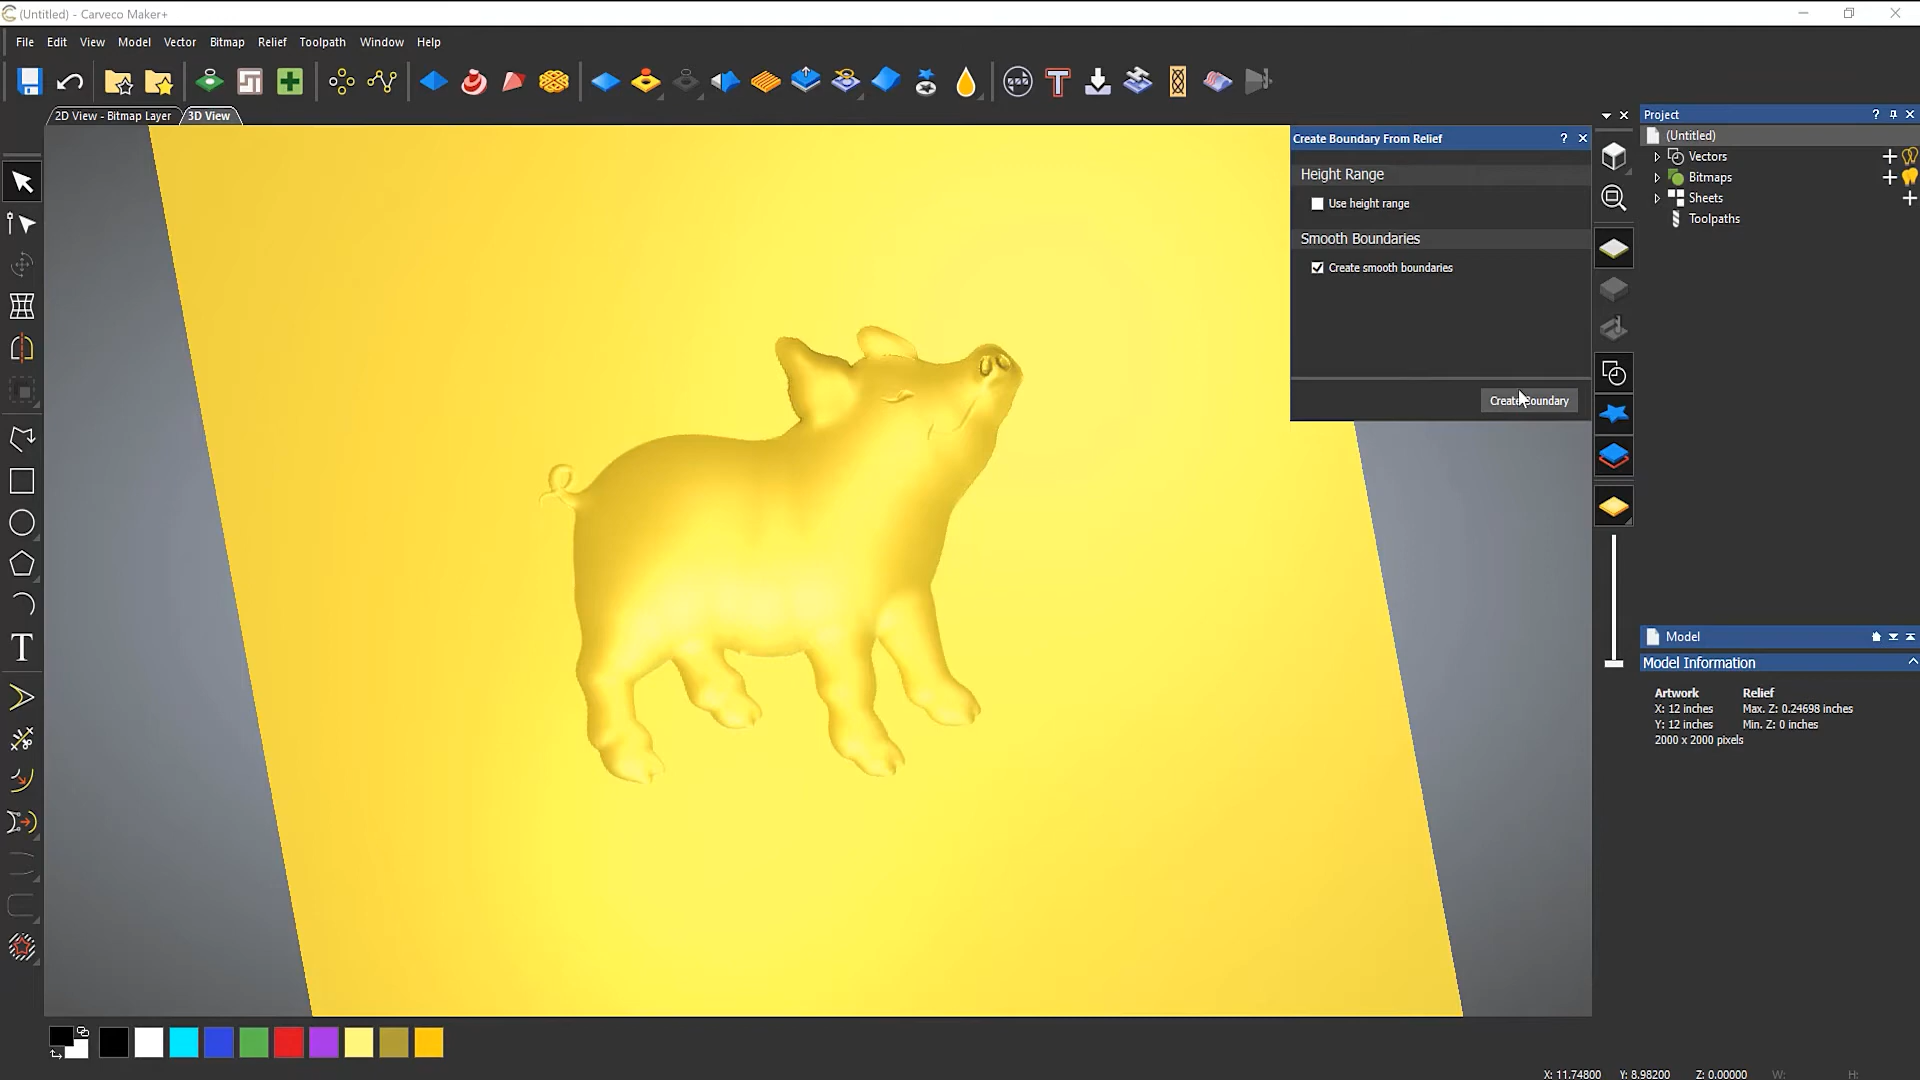 (Untitled) - Carveco Maker+
File Edit View Model Vector Bitmap Relief Toolpath Window Help
2D View - Bitmap Layer 3D View
Create Boundary From Relief ? ×
Height Range
Use height range
Smooth Boundaries
Create smooth boundaries
Create Boundary
Project ?
(Untitled)
Vectors
Bitmaps
Sheets
Toolpaths
Model
Model Information
Artwork Relief
X: 12 inches Max. Z: 0.24698 inches
Y: 12 inches Min. Z: 0 inches
2000 x 2000 pixels
T
X: 11.74800 Y: 8.98200 Z: 0.00000 W: H: